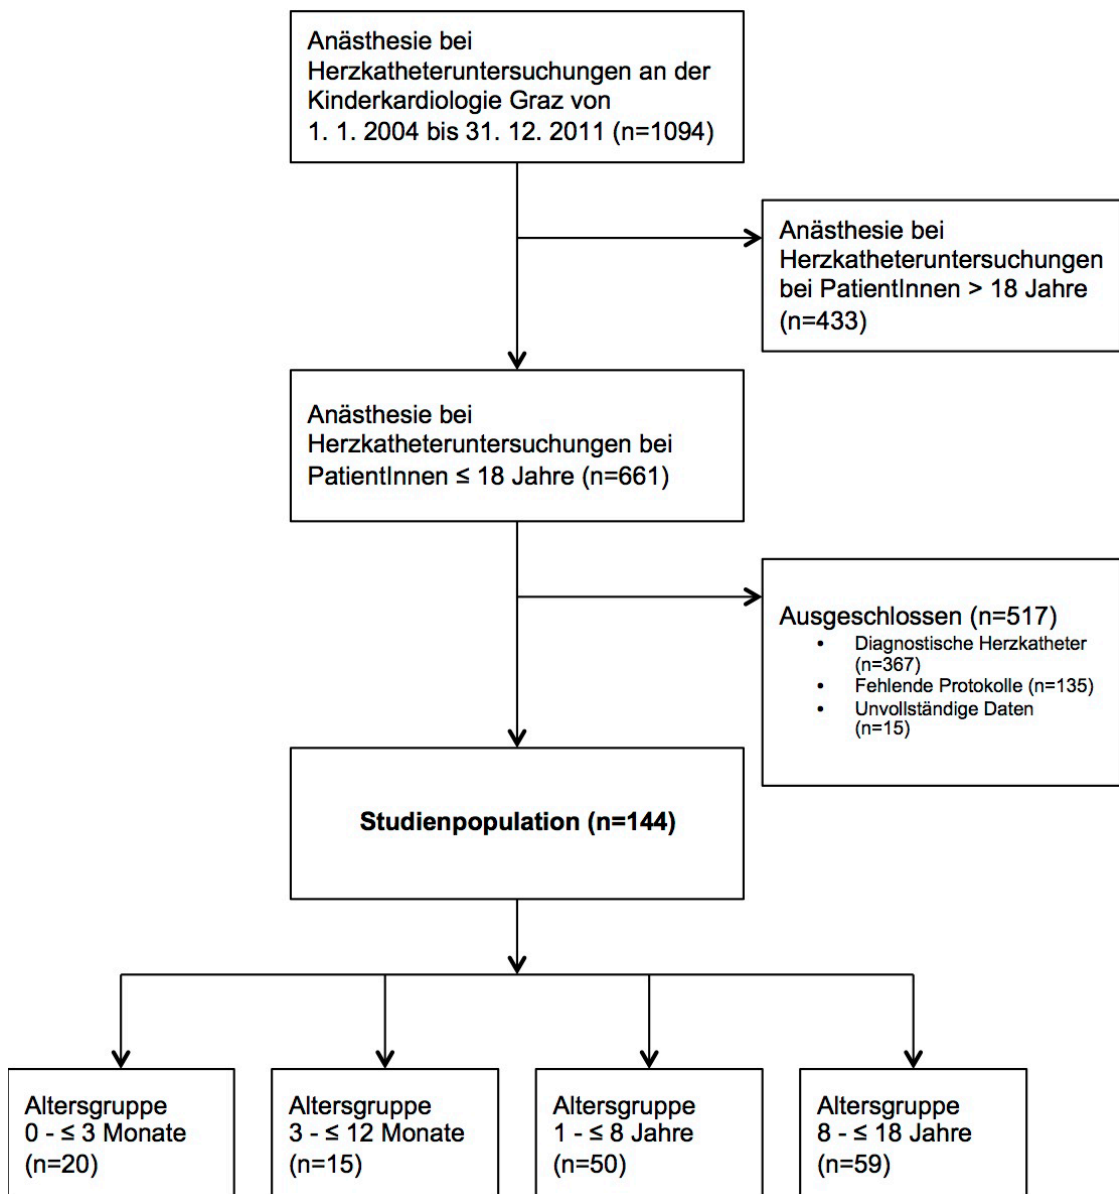 Anästhesie bei
Herzkatheteruntersuchungen an der
Kinderkardiologie Graz von
1. 1. 2004 bis 31. 12. 2011 (n=1094)
Anästhesie bei
Herzkatheteruntersuchungen
bei PatientInnen > 18 Jahre
(n=433)
Anästhesie bei
Herzkatheteruntersuchungen bei
PatientInnen ≤ 18 Jahre (n=661)
Ausgeschlossen (n=517)
• Diagnostische Herzkatheter
(n=367)
• Fehlende Protokolle (n=135)
• Unvollständige Daten
(n=15)
Studienpopulation (n=144)
Altersgruppe
0 - ≤ 3 Monate
(n=20)
Altersgruppe
3 - ≤ 12 Monate
(n=15)
Altersgruppe
1 - ≤ 8 Jahre
(n=50)
Altersgruppe
8 - ≤ 18 Jahre
(n=59)